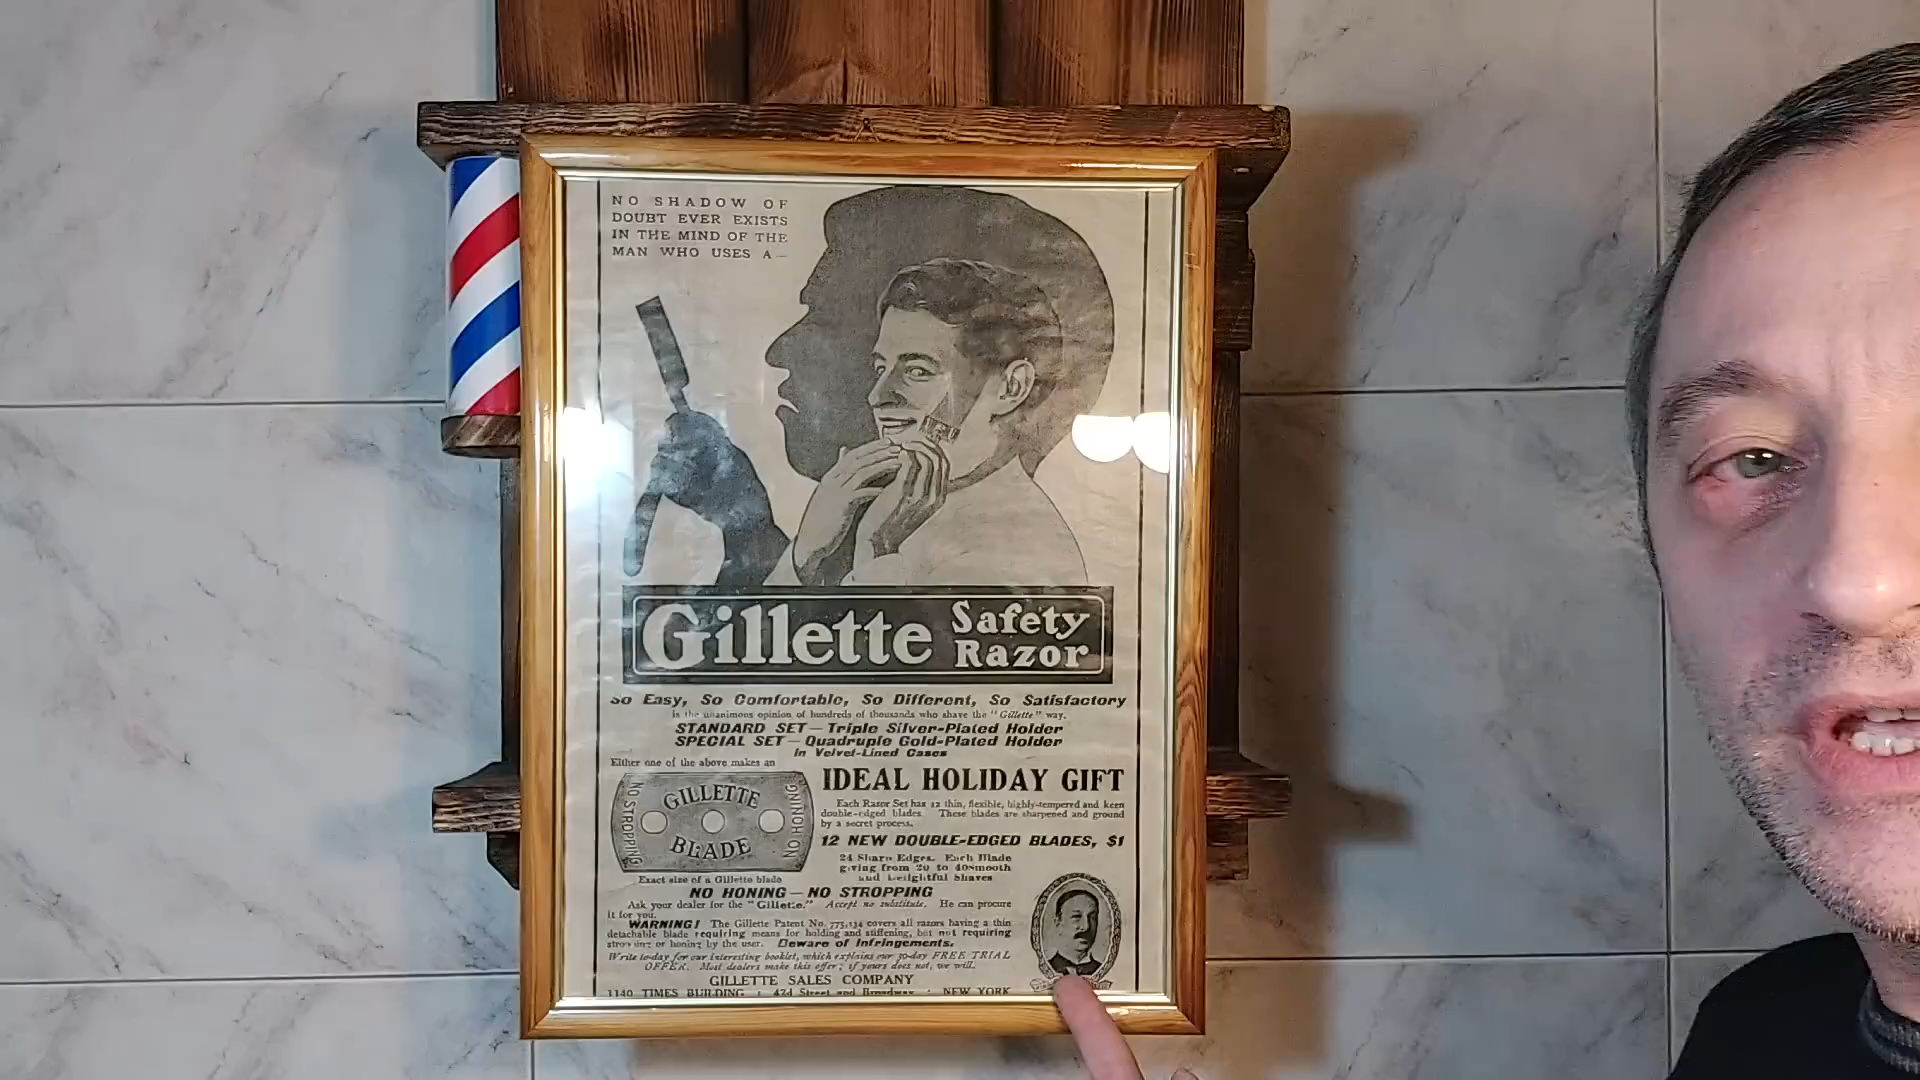 NO SHADOW OF
DOUBT EVER EXISTS
IN THE MIND OF THE
MAN WHO USES A—
Gillette Safety
Razor
So Easy, So Comfortable, So Different, So Satisfactory
is the unanimous opinion of hundreds of thousands who shave the "Gillette" way.
STANDARD SET—Triple Silver-Plated Holder
SPECIAL SET—Quadruple Gold-Plated Holder
In Velvet-Lined Cases
Either one of the above makes an
IDEAL HOLIDAY GIFT
NO STROPPING
GILLETTE
BLADE
NO HONING
Exact size of a Gillette blade
Each Razor Set has 12 thin, flexible, highly-tempered and keen
double-edged blades. These blades are sharpened and ground
by a secret process.
12 NEW DOUBLE-EDGED BLADES, $1
24 Sharp Edges. Each Blade
giving from 20 to 40 smooth
and delightful shaves
NO HONING—NO STROPPING
Ask your dealer for the "Gillette." Accept no substitute. He can procure
it for you.
WARNING! The Gillette Patent No. 775,134 covers all razors having a thin
detachable blade requiring means for holding and stiffening, but not requiring
stropping or honing by the user. Beware of Infringements.
Write to-day for our interesting booklet, which explains our 30-day FREE TRIAL
OFFER. Most dealers make this offer; if yours does not, we will.
GILLETTE SALES COMPANY
1140 TIMES BUILDING · 42d Street and Broadway · NEW YORK